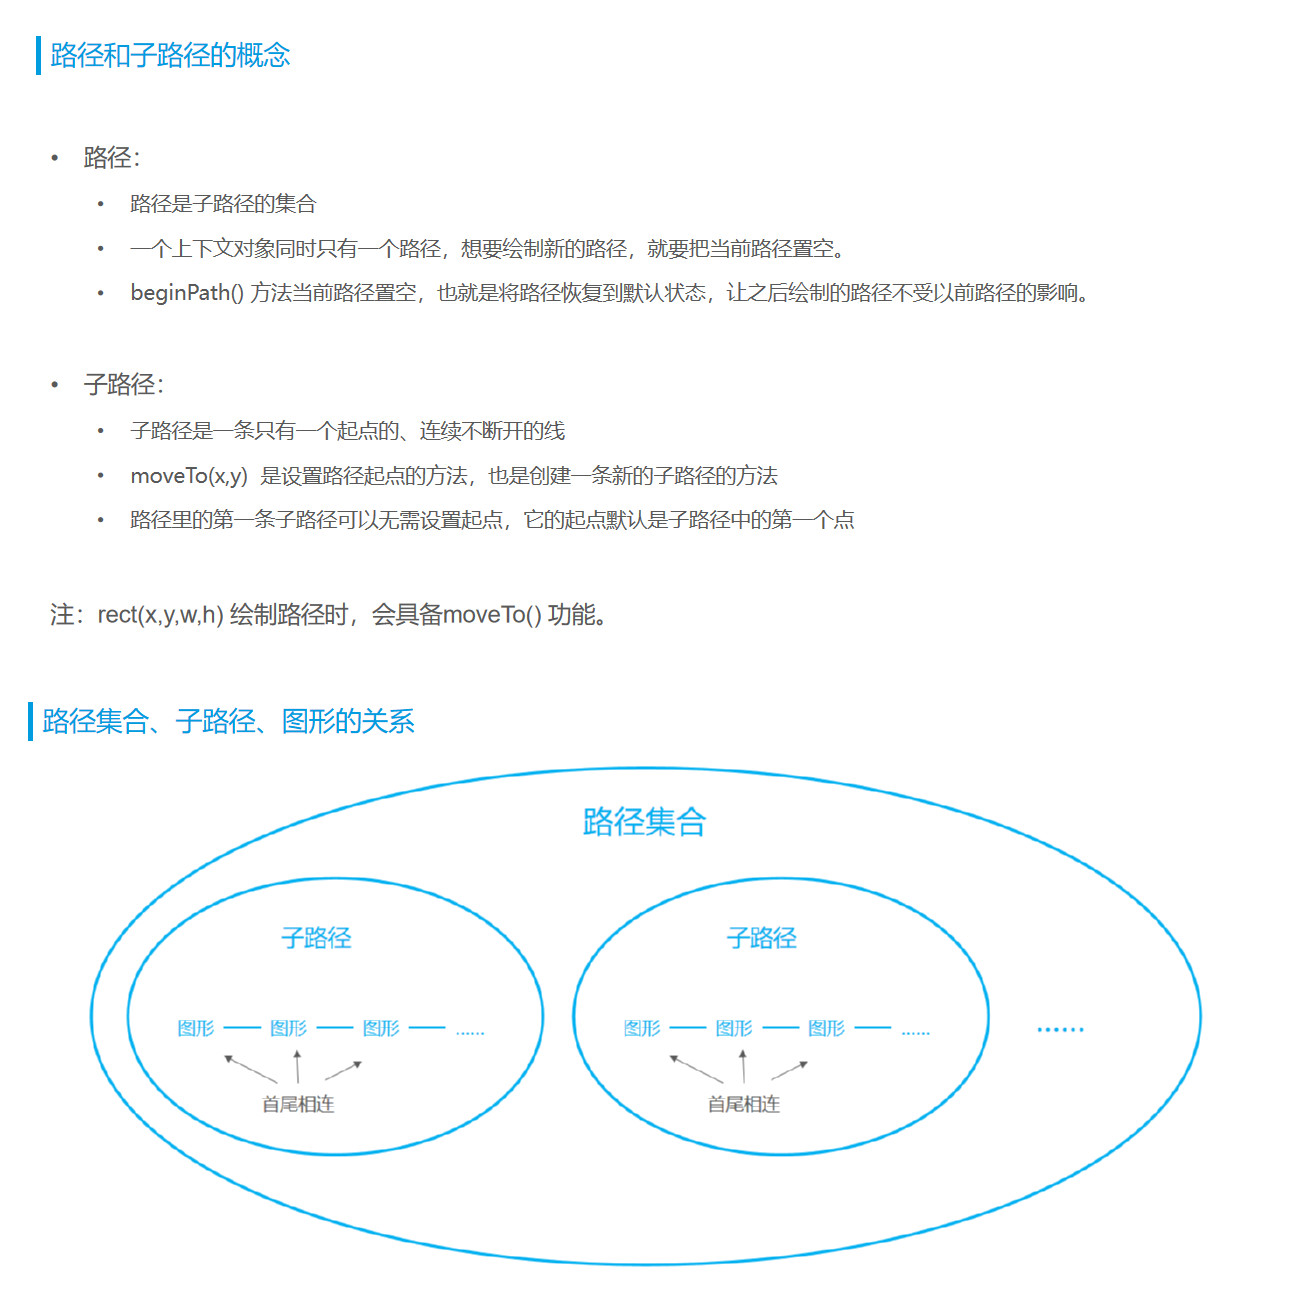 路径和子路径的概念
• 路径：
• 路径是子路径的集合
• 一个上下文对象同时只有一个路径，想要绘制新的路径，就要把当前路径置空。
• beginPath() 方法当前路径置空，也就是将路径恢复到默认状态，让之后绘制的路径不受以前路径的影响。
• 子路径：
• 子路径是一条只有一个起点的、连续不断开的线
• moveTo(x,y) 是设置路径起点的方法，也是创建一条新的子路径的方法
• 路径里的第一条子路径可以无需设置起点，它的起点默认是子路径中的第一个点
注：rect(x,y,w,h) 绘制路径时，会具备moveTo() 功能。
路径集合、子路径、图形的关系
路径集合
子路径 子路径
图形 图形 图形 …… 图形 图形 图形 …… ……
首尾相连 首尾相连